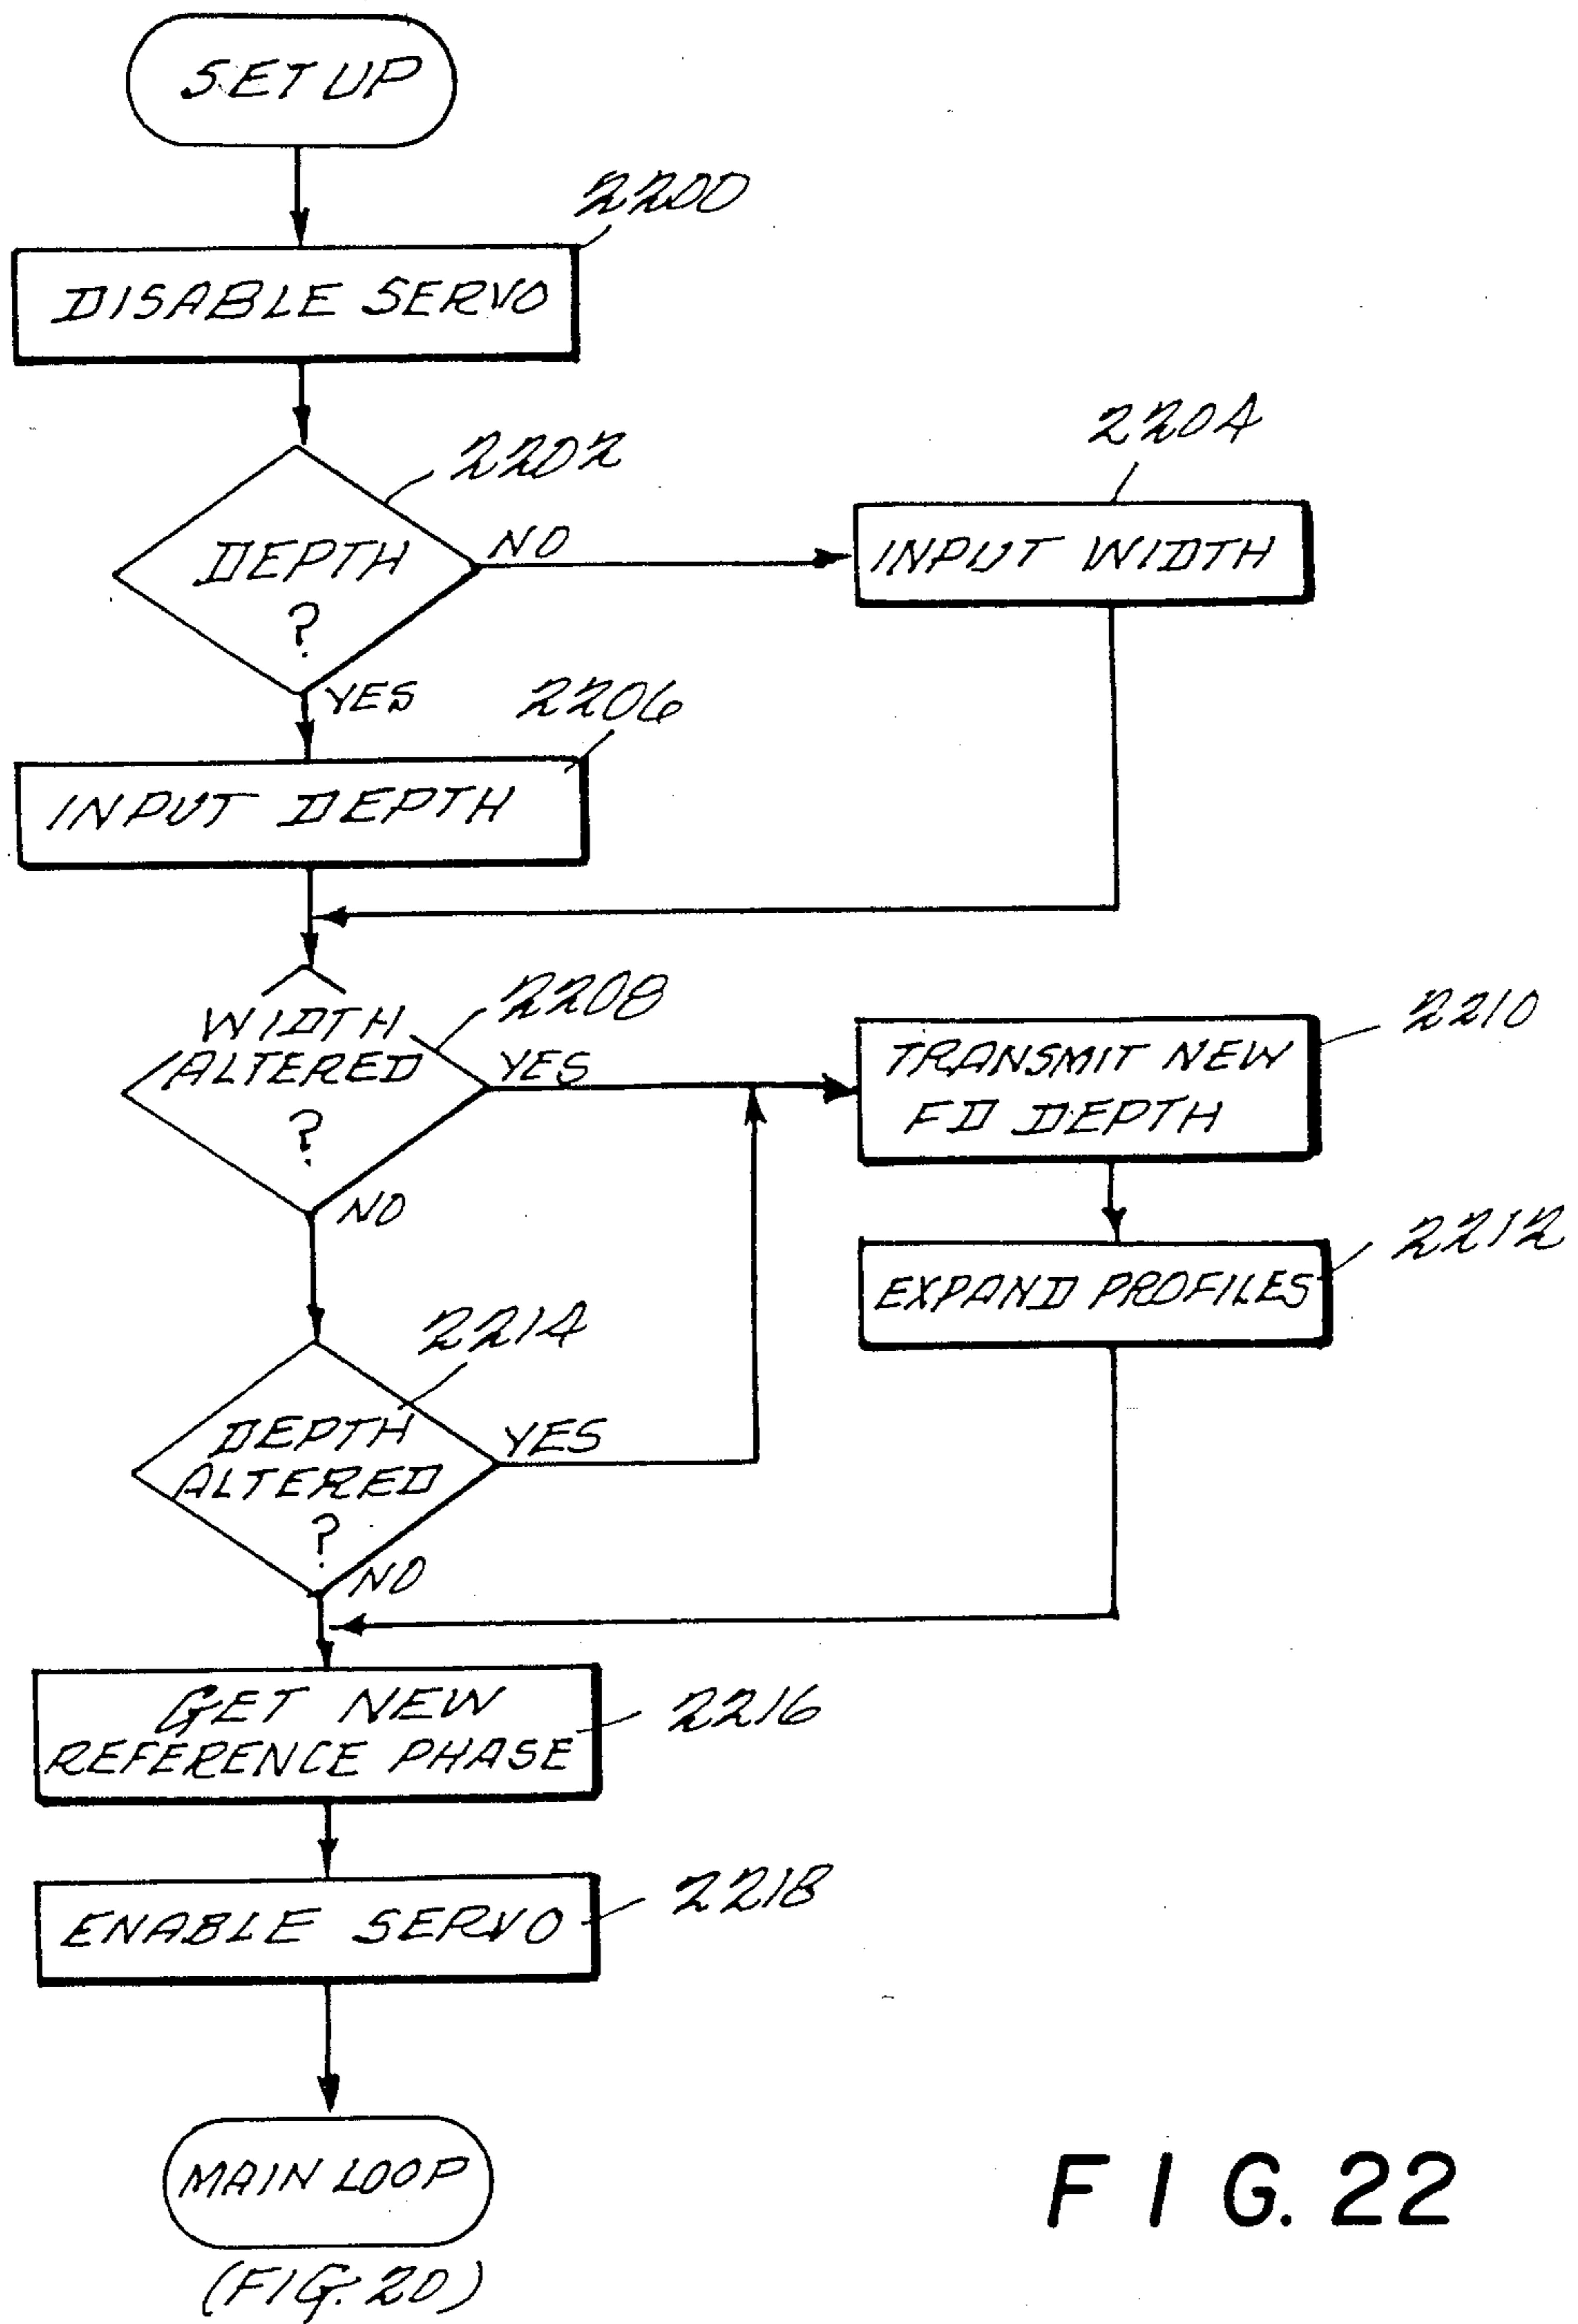 SET UP
2200
DISABLE SERVO
2202
2204
DEPTH
?
NO
INPUT WIDTH
YES
2206
INPUT DEPTH
2208
WIDTH
ALTERED
?
YES
2210
TRANSMIT NEW
FD DEPTH
NO
2212
EXPAND PROFILES
2214
DEPTH
ALTERED
?
YES
NO
GET NEW
REFERENCE PHASE
2216
ENABLE SERVO
2218
MAIN LOOP
(FIG. 20)
FIG. 22